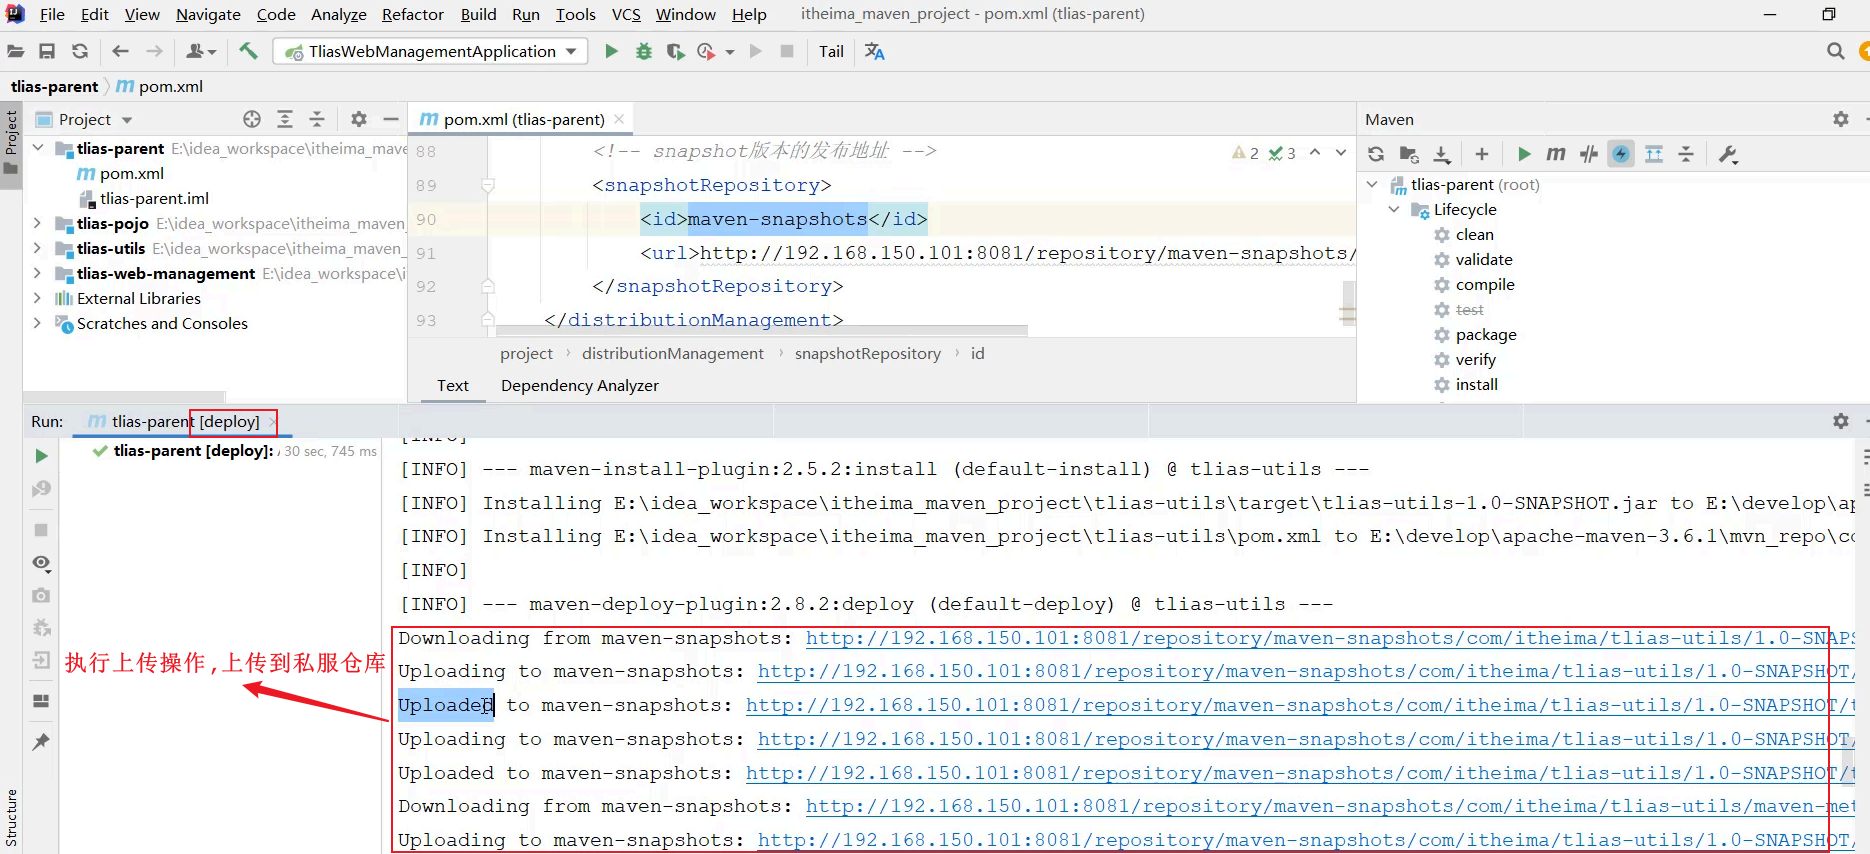 File Edit View Navigate Code Analyze Refactor Build Run Tools VCS Window Help itheima_maven_project - pom.xml (tlias-parent)
TliasWebManagementApplication Tail
tlias-parent pom.xml
Project
Project
pom.xml (tlias-parent)
Maven
tlias-parent E:\idea_workspace\itheima_mave
pom.xml
tlias-parent.iml
tlias-pojo E:\idea_workspace\itheima_maven_
tlias-utils E:\idea_workspace\itheima_maven_
tlias-web-management E:\idea_workspace\it
External Libraries
Scratches and Consoles
88 <!-- snapshot版本的发布地址 --> 2 3
89 <snapshotRepository>
90 <id>maven-snapshots</id>
91 <url>http://192.168.150.101:8081/repository/maven-snapshots/
92 </snapshotRepository>
93 </distributionManagement>
project › distributionManagement › snapshotRepository › id
Text Dependency Analyzer
tlias-parent (root)
Lifecycle
clean
validate
compile
test
package
verify
install
Run: tlias-parent [deploy]
tlias-parent [deploy]: 30 sec, 745 ms
[INFO]
[INFO] --- maven-install-plugin:2.5.2:install (default-install) @ tlias-utils ---
[INFO] Installing E:\idea_workspace\itheima_maven_project\tlias-utils\target\tlias-utils-1.0-SNAPSHOT.jar to E:\develop\ap
[INFO] Installing E:\idea_workspace\itheima_maven_project\tlias-utils\pom.xml to E:\develop\apache-maven-3.6.1\mvn_repo\co
[INFO]
[INFO] --- maven-deploy-plugin:2.8.2:deploy (default-deploy) @ tlias-utils ---
Downloading from maven-snapshots: http://192.168.150.101:8081/repository/maven-snapshots/com/itheima/tlias-utils/1.0-SNAPS
Uploading to maven-snapshots: http://192.168.150.101:8081/repository/maven-snapshots/com/itheima/tlias-utils/1.0-SNAPSHOT/
Uploaded to maven-snapshots: http://192.168.150.101:8081/repository/maven-snapshots/com/itheima/tlias-utils/1.0-SNAPSHOT/t
Uploading to maven-snapshots: http://192.168.150.101:8081/repository/maven-snapshots/com/itheima/tlias-utils/1.0-SNAPSHOT/
Uploaded to maven-snapshots: http://192.168.150.101:8081/repository/maven-snapshots/com/itheima/tlias-utils/1.0-SNAPSHOT/t
Downloading from maven-snapshots: http://192.168.150.101:8081/repository/maven-snapshots/com/itheima/tlias-utils/maven-met
Uploading to maven-snapshots: http://192.168.150.101:8081/repository/maven-snapshots/com/itheima/tlias-utils/1.0-SNAPSHOT/
执行上传操作,上传到私服仓库
Structure